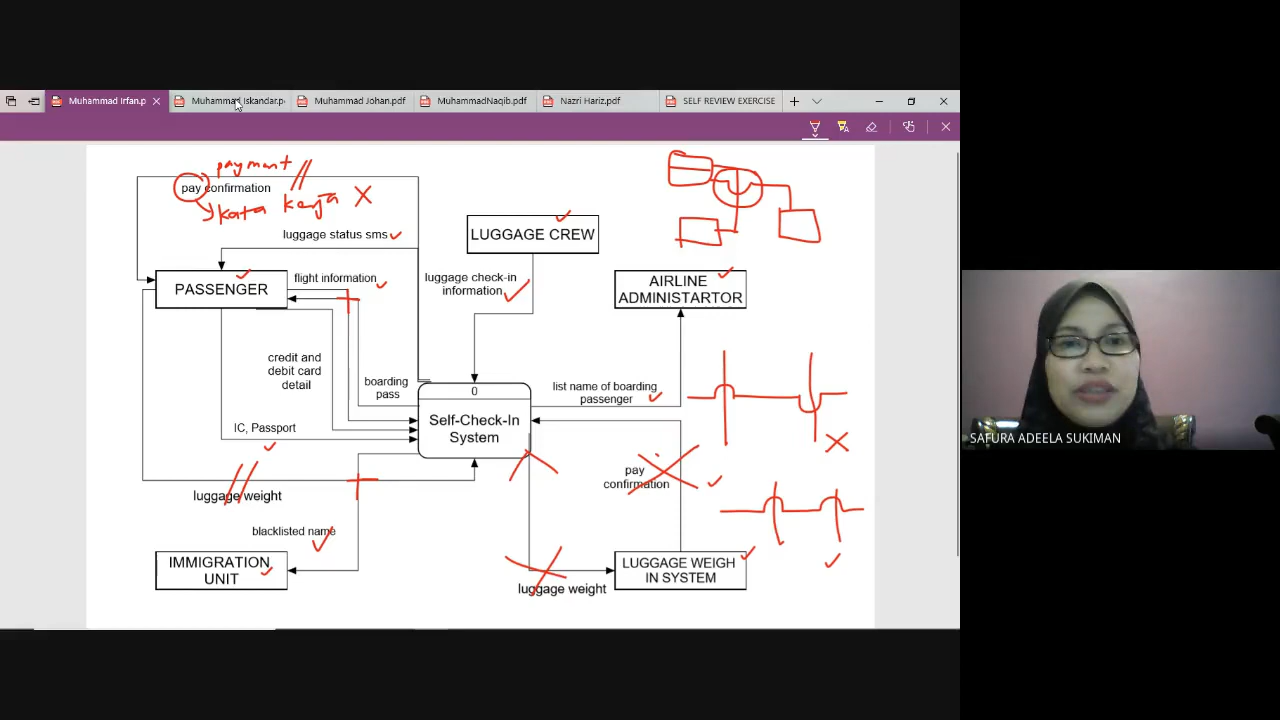 Muhammad Irfan.p
Muhammad Iskandar.p
Muhammad Johan.pdf
MuhammadNaqib.pdf
Nazri Hariz.pdf
SELF REVIEW EXERCISE
payment
pay confirmation
kata kerja X
luggage status sms
LUGGAGE CREW
PASSENGER
flight information
luggage check-in
information
AIRLINE
ADMINISTARTOR
credit and
debit card
detail
boarding
pass
0
Self-Check-In
System
list name of boarding
passenger
IC, Passport
SAFURA ADEELA SUKIMAN
pay
confirmation
luggage weight
blacklisted name
IMMIGRATION
UNIT
LUGGAGE WEIGH
IN SYSTEM
luggage weight